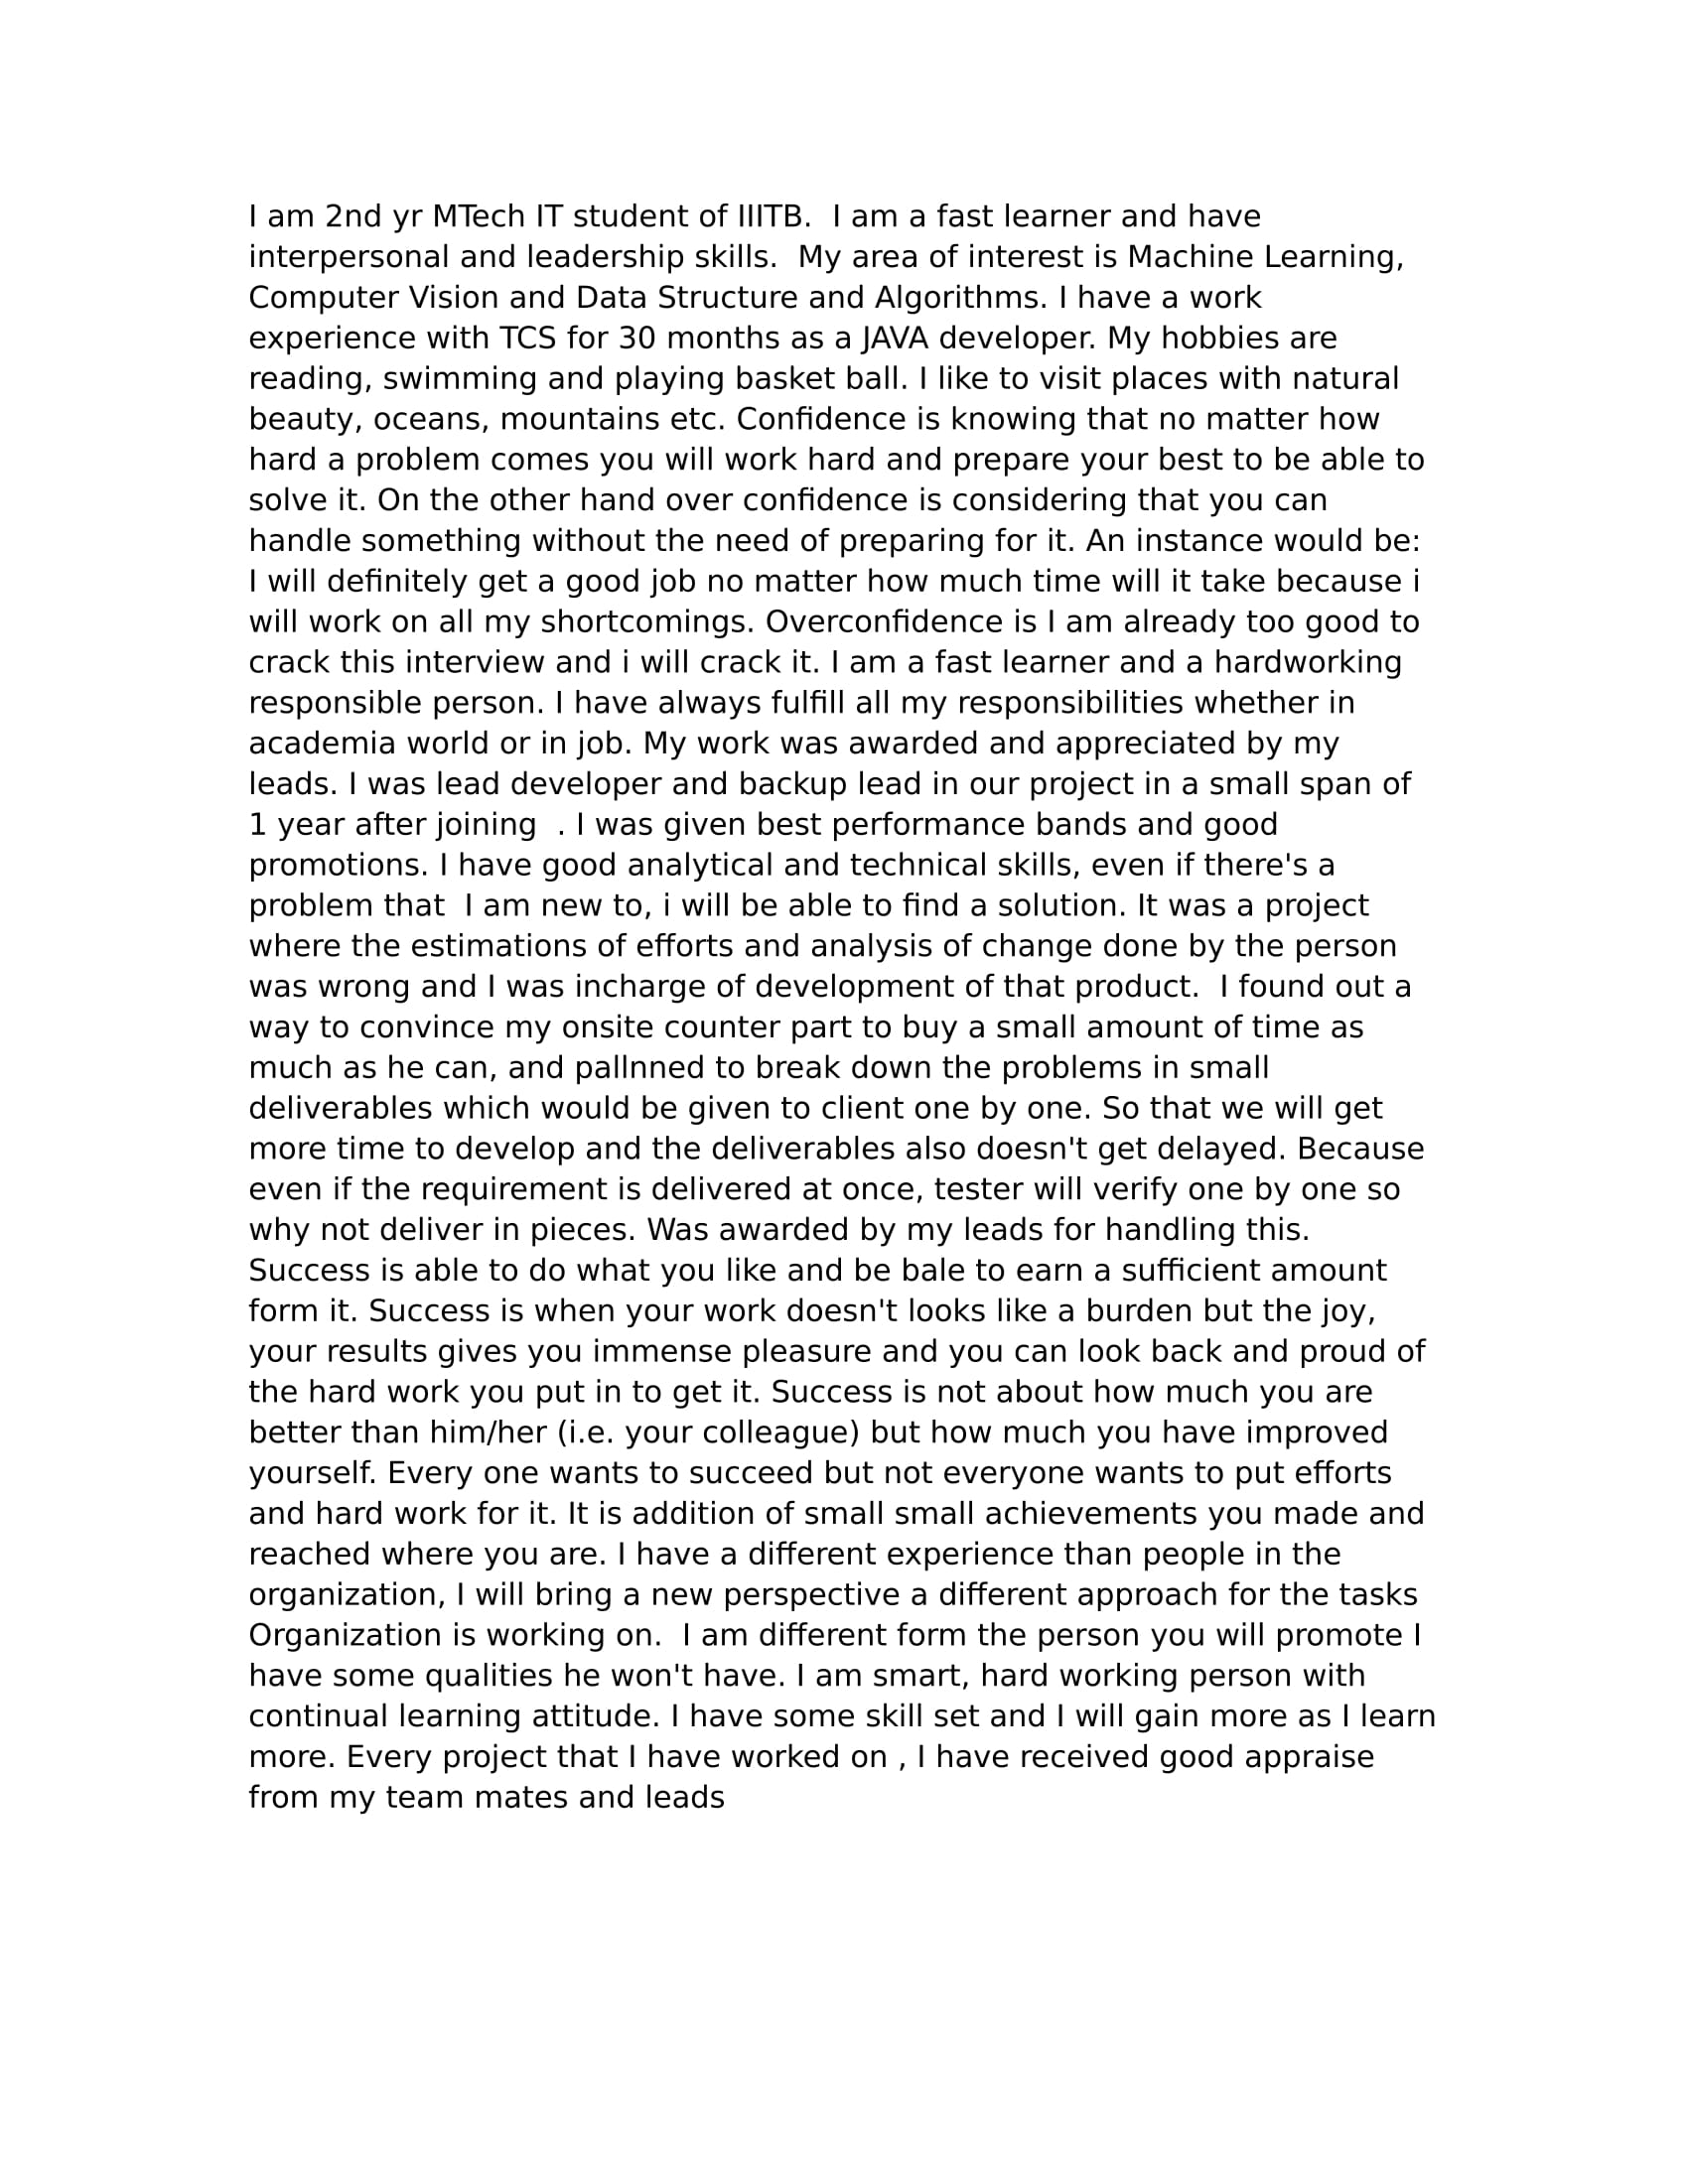 I am 2nd yr MTech IT student of IIITB.  I am a fast learner and have
interpersonal and leadership skills.  My area of interest is Machine Learning,
Computer Vision and Data Structure and Algorithms. I have a work
experience with TCS for 30 months as a JAVA developer. My hobbies are
reading, swimming and playing basket ball. I like to visit places with natural
beauty, oceans, mountains etc. Confidence is knowing that no matter how
hard a problem comes you will work hard and prepare your best to be able to
solve it. On the other hand over confidence is considering that you can
handle something without the need of preparing for it. An instance would be:
I will definitely get a good job no matter how much time will it take because i
will work on all my shortcomings. Overconfidence is I am already too good to
crack this interview and i will crack it. I am a fast learner and a hardworking
responsible person. I have always fulfill all my responsibilities whether in
academia world or in job. My work was awarded and appreciated by my
leads. I was lead developer and backup lead in our project in a small span of
1 year after joining  . I was given best performance bands and good
promotions. I have good analytical and technical skills, even if there's a
problem that  I am new to, i will be able to find a solution. It was a project
where the estimations of efforts and analysis of change done by the person
was wrong and I was incharge of development of that product.  I found out a
way to convince my onsite counter part to buy a small amount of time as
much as he can, and pallnned to break down the problems in small
deliverables which would be given to client one by one. So that we will get
more time to develop and the deliverables also doesn't get delayed. Because
even if the requirement is delivered at once, tester will verify one by one so
why not deliver in pieces. Was awarded by my leads for handling this.
Success is able to do what you like and be bale to earn a sufficient amount
form it. Success is when your work doesn't looks like a burden but the joy,
your results gives you immense pleasure and you can look back and proud of
the hard work you put in to get it. Success is not about how much you are
better than him/her (i.e. your colleague) but how much you have improved
yourself. Every one wants to succeed but not everyone wants to put efforts
and hard work for it. It is addition of small small achievements you made and
reached where you are. I have a different experience than people in the
organization, I will bring a new perspective a different approach for the tasks
Organization is working on.  I am different form the person you will promote I
have some qualities he won't have. I am smart, hard working person with
continual learning attitude. I have some skill set and I will gain more as I learn
more. Every project that I have worked on , I have received good appraise
from my team mates and leads